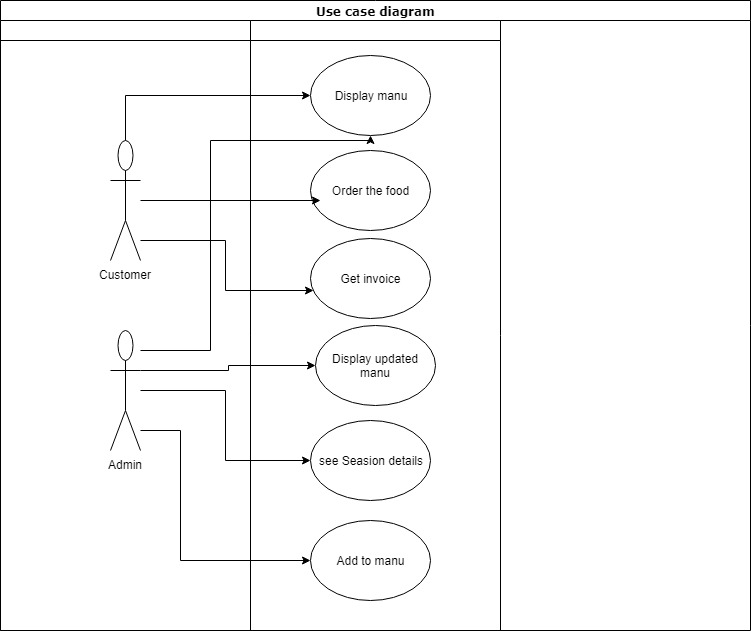 Use case diagram
Display manu
Order the food
Customer
Get invoice
Display updated
manu
Admin
see Seasion details
Add to manu